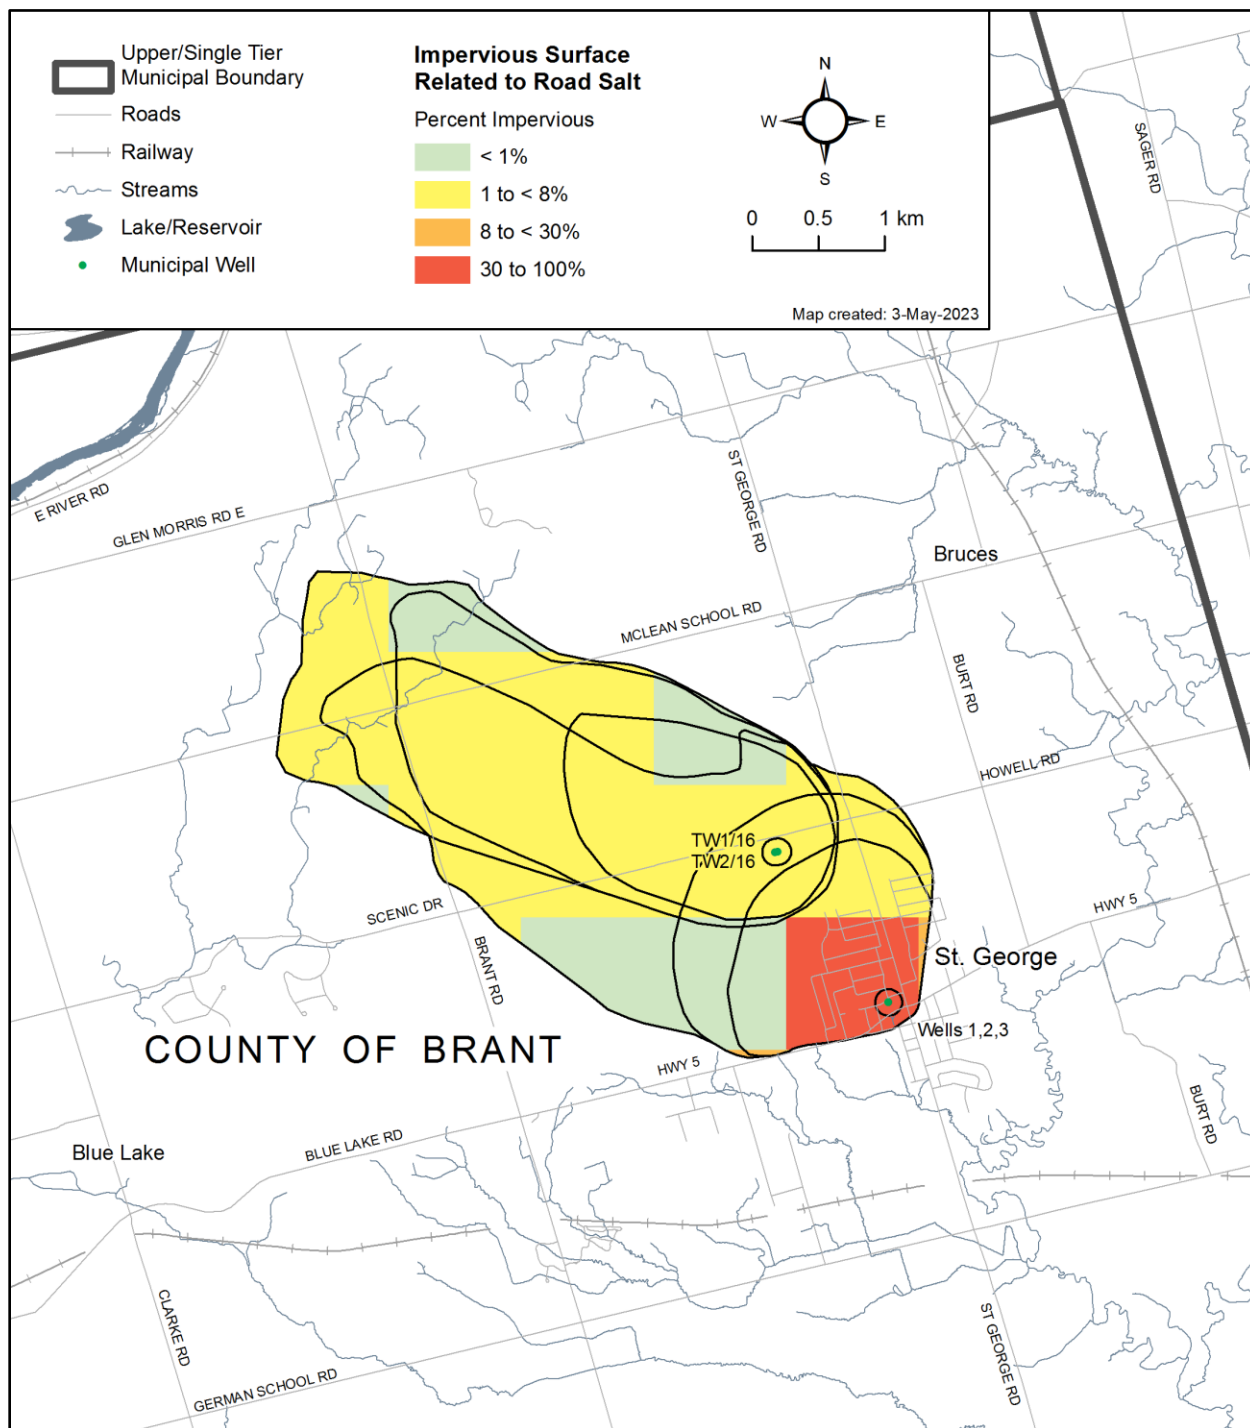 Upper/Single Tier
Municipal Boundary
Roads
Railway
Streams
Lake/Reservoir
Municipal Well
Impervious Surface
Related to Road Salt
Percent Impervious
< 1%
1 to < 8%
8 to < 30%
30 to 100%
N
W
E
S
0 0.5 1 km
Map created: 3-May-2023
SAGER RD
E RIVER RD
GLEN MORRIS RD E
ST GEORGE RD
Bruces
MCLEAN SCHOOL RD
BURT RD
HOWELL RD
TW1/16
TW2/16
SCENIC DR
HWY 5
BRANT RD
St. George
Wells 1,2,3
COUNTY OF BRANT
HWY 5
BURT RD
BLUE LAKE RD
Blue Lake
CLARKE RD
ST GEORGE RD
GERMAN SCHOOL RD